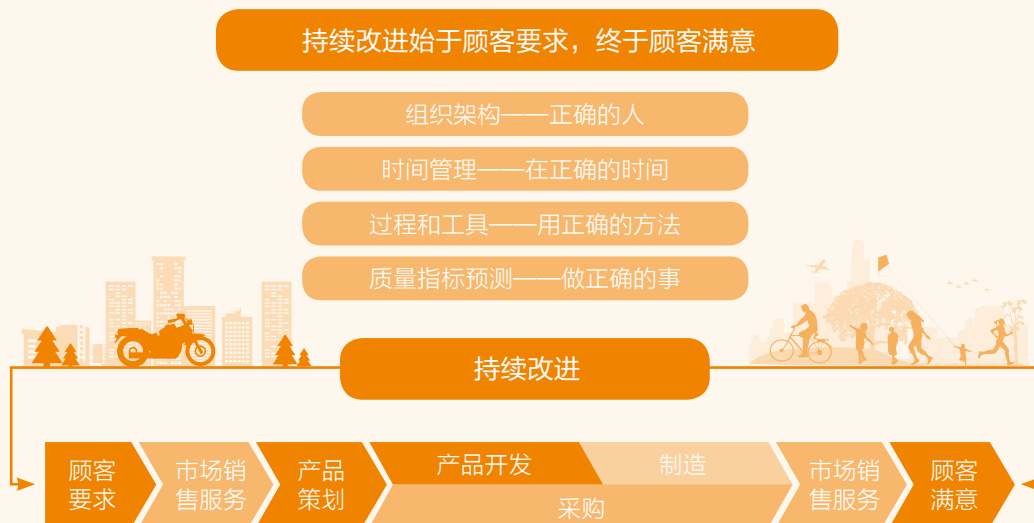 持续改进始于顾客要求，终于顾客满意
组织架构——正确的人
时间管理——在正确的时间
过程和工具——用正确的方法
质量指标预测——做正确的事
持续改进
顾客
要求
市场销
售服务
产品
策划
产品开发
制造
采购
市场销
售服务
顾客
满意